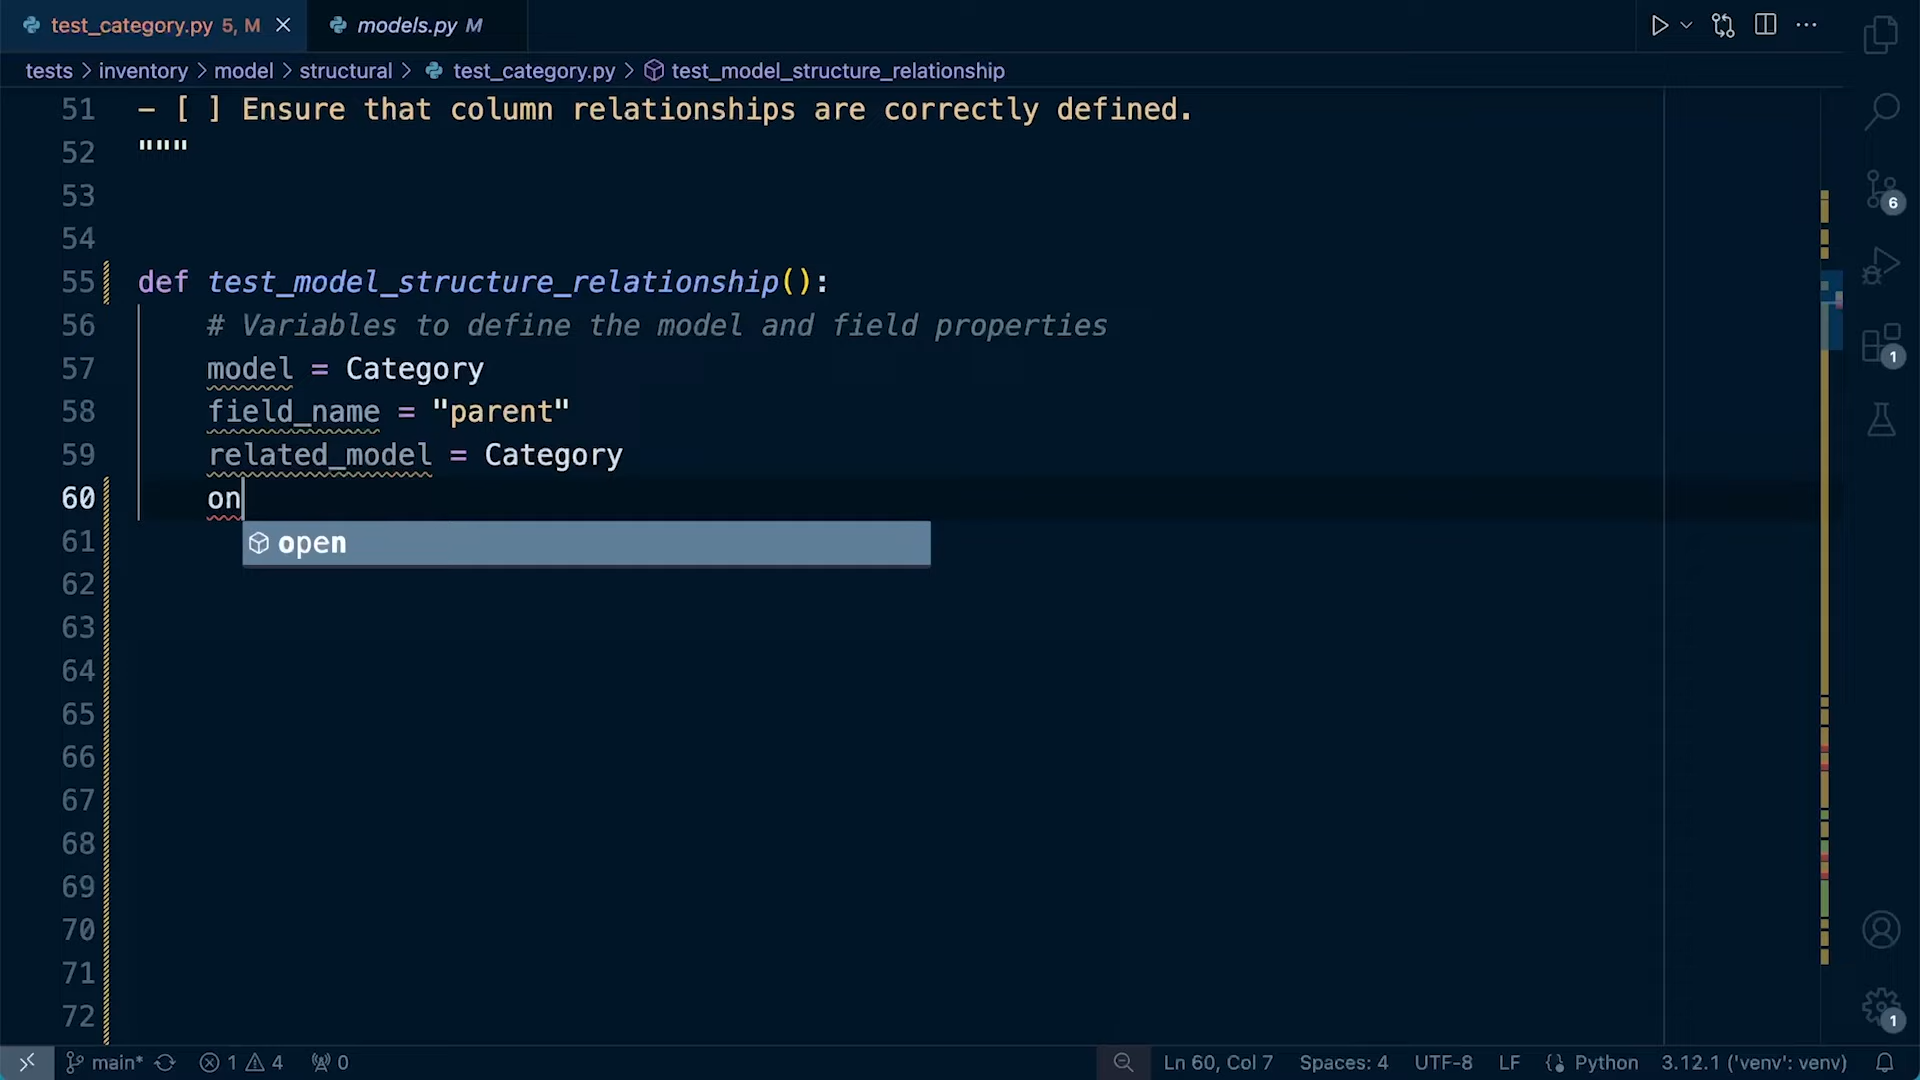 test_category.py 5, M
models.py M
tests > inventory > model > structural > test_category.py > test_model_structure_relationship
51 - [ ] Ensure that column relationships are correctly defined.
52 """
53
54
55 def test_model_structure_relationship():
56 # Variables to define the model and field properties
57 model = Category
58 field_name = "parent"
59 related_model = Category
60 on
open
61
62
63
64
65
66
67
68
69
70
71
72
6
1
1
main* 1 4 0 Ln 60, Col 7 Spaces: 4 UTF-8 LF Python 3.12.1 ('venv': venv)